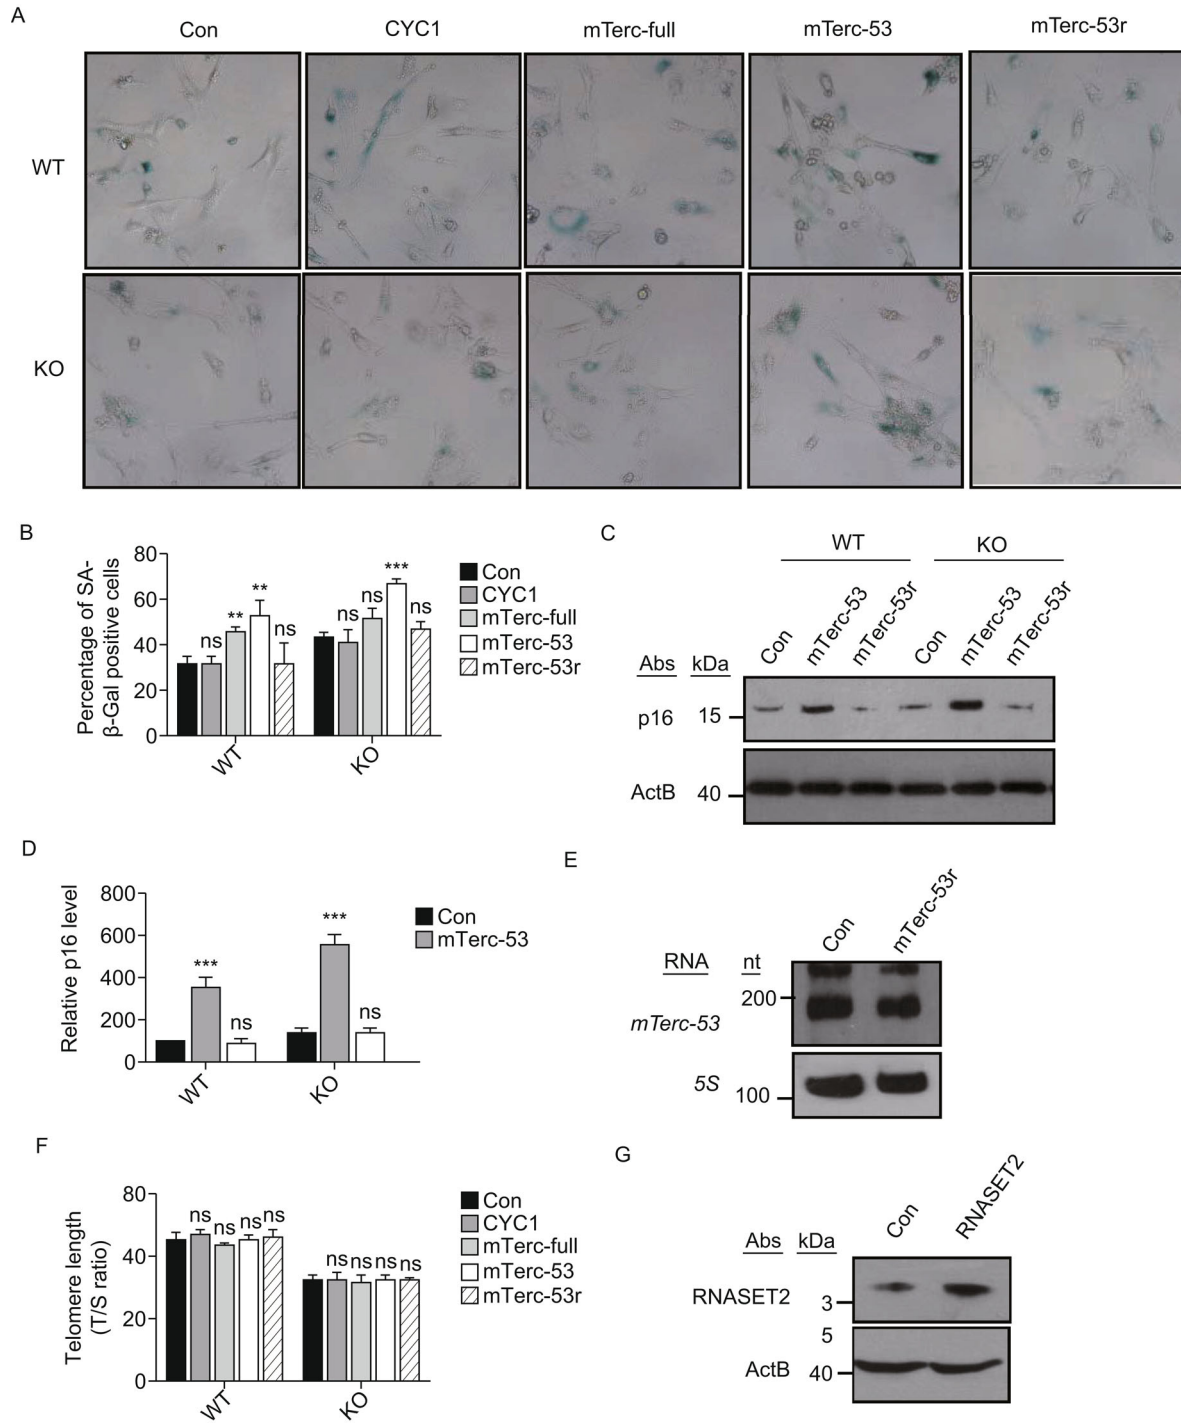 A
Con
CYC1
mTerc-full
mTerc-53
mTerc-53r
WT
KO
B
Percentage of SA-
β-Gal positive cells
80
60
40
20
0
ns
**
**
ns
ns
ns
***
ns
WT
KO
Con
CYC1
mTerc-full
mTerc-53
mTerc-53r
C
WT
KO
Con
mTerc-53
mTerc-53r
Con
mTerc-53
mTerc-53r
Abs
kDa
p16
15
ActB
40
D
Relative p16 level
800
600
400
200
0
***
ns
***
ns
WT
KO
Con
mTerc-53
E
Con
mTerc-53r
RNA
nt
mTerc-53
200
5S
100
F
Telomere length
(T/S ratio)
80
40
20
0
ns
ns
ns
ns
ns
ns
ns
ns
WT
KO
Con
CYC1
mTerc-full
mTerc-53
mTerc-53r
G
Con
RNASET2
Abs
kDa
RNASET2
3
5
ActB
40